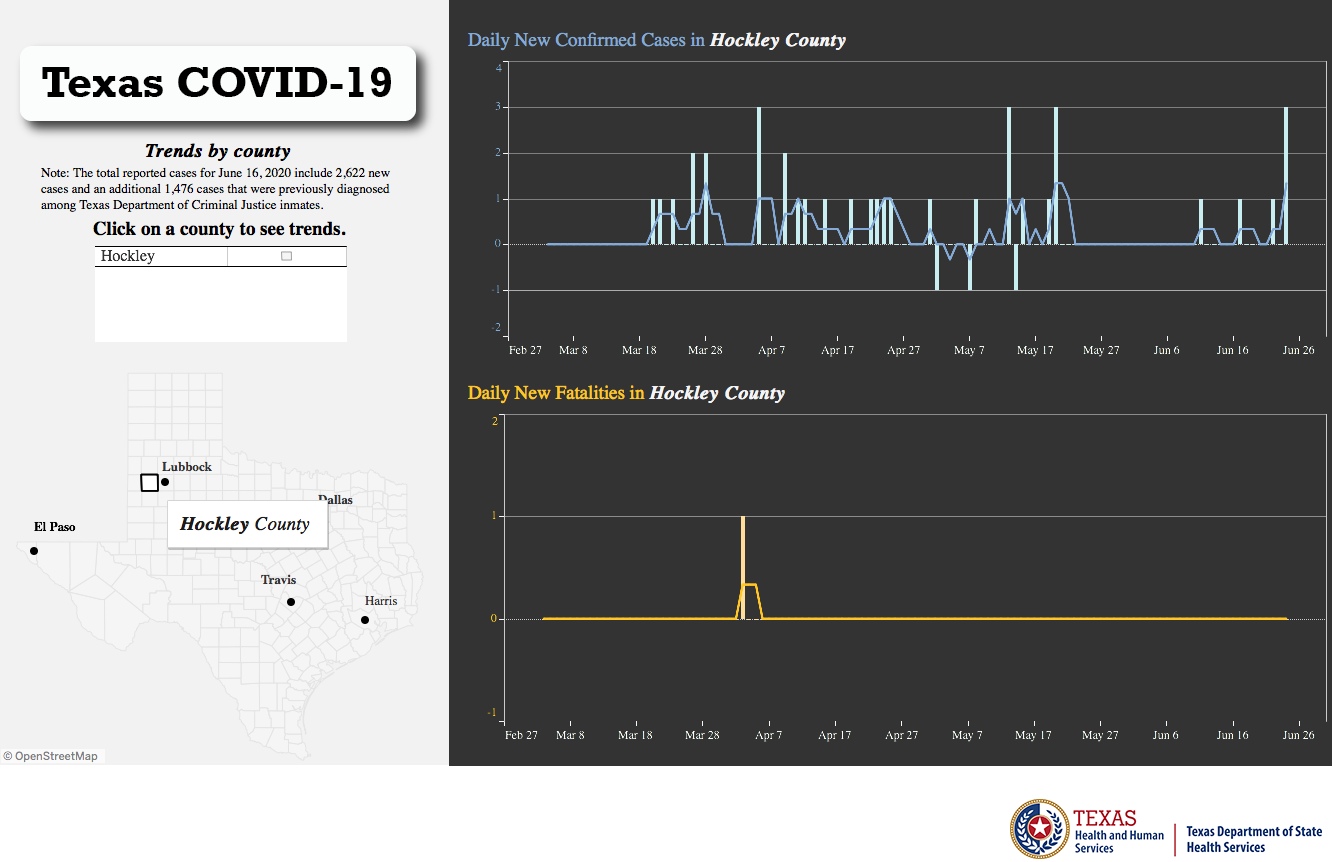 Texas COVID-19
Trends by county
Note: The total reported cases for June 16, 2020 include 2,622 new
cases and an additional 1,476 cases that were previously diagnosed
among Texas Department of Criminal Justice inmates.
Click on a county to see trends.
Hockley
Lubbock
Dallas
Hockley County
El Paso
Travis
Harris
© OpenStreetMap
Daily New Confirmed Cases in Hockley County
4
3
2
1
0
-1
-2
Feb 27 Mar 8 Mar 18 Mar 28 Apr 7 Apr 17 Apr 27 May 7 May 17 May 27 Jun 6 Jun 16 Jun 26
Daily New Fatalities in Hockley County
2
1
0
-1
Feb 27 Mar 8 Mar 18 Mar 28 Apr 7 Apr 17 Apr 27 May 7 May 17 May 27 Jun 6 Jun 16 Jun 26
TEXAS
Health and Human
Services
Texas Department of State
Health Services